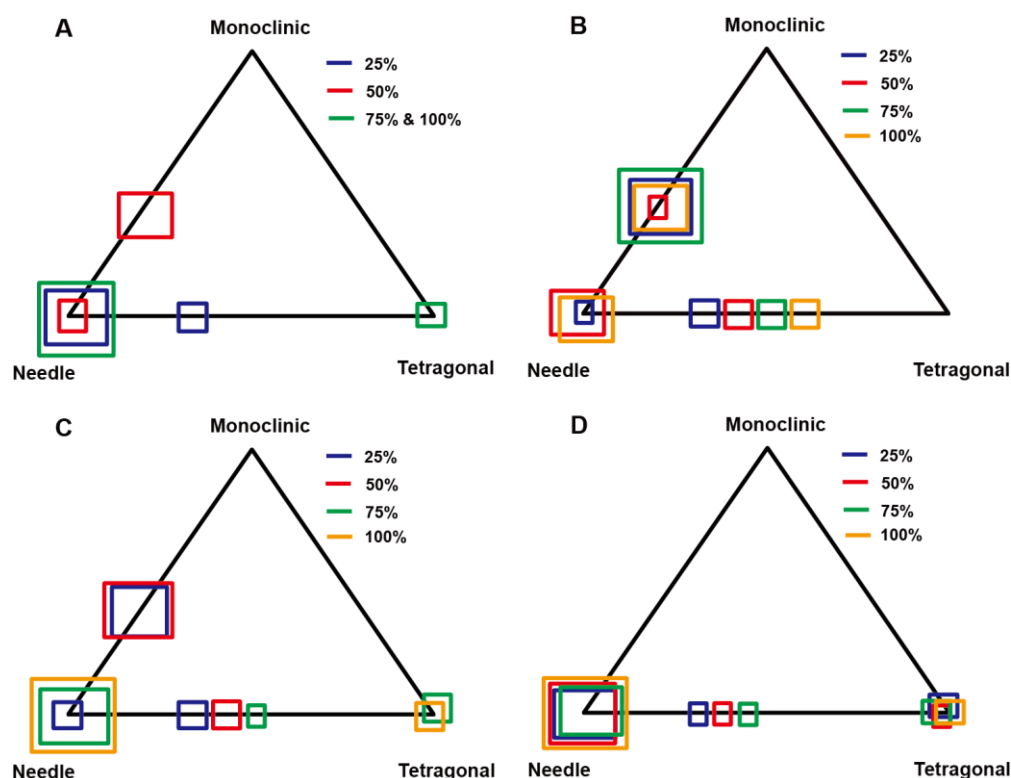 A
Monoclinic
25%
50%
75% & 100%
Needle
Tetragonal
B
Monoclinic
25%
50%
75%
100%
Needle
Tetragonal
C
Monoclinic
25%
50%
75%
100%
Needle
Tetragonal
D
Monoclinic
25%
50%
75%
100%
Needle
Tetragonal